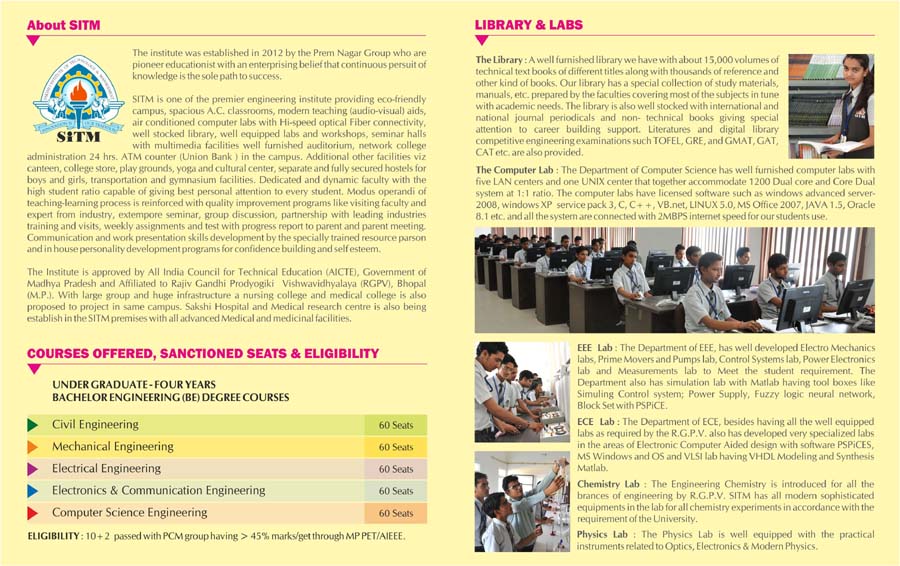 About SITM
The institute was established in 2012 by the Prem Nagar Group who are
pioneer educationist with an enterprising belief that continuous persuit of
knowledge is the sole path to success.
SITM is one of the premier engineering institute providing eco-friendly
campus, spacious A.C. classrooms, modern teaching (audio-visual) aids,
air conditioned computer labs with Hi-speed optical Fiber connectivity,
well stocked library, well equipped labs and workshops, seminar halls
with multimedia facilities well furnished auditorium, network college
administration 24 hrs. ATM counter (Union Bank ) in the campus. Additional other facilities viz
canteen, college store, play grounds, yoga and cultural center, separate and fully secured hostels for
boys and girls, transportation and gymnasium facilities. Dedicated and dynamic faculty with the
high student ratio capable of giving best personal attention to every student. Modus operandi of
teaching-learning process is reinforced with quality improvement programs like visiting faculty and
expert from industry, extempore seminar, group discussion, partnership with leading industries
training and visits, weekly assignments and test with progress report to parent and parent meeting.
Communication and work presentation skills development by the specially trained resource parson
and in house personality development programs for confidence building and self esteem.
The Institute is approved by All India Council for Technical Education (AICTE), Government of
Madhya Pradesh and Affiliated to Rajiv Gandhi Prodyogiki Vishwavidhyalaya (RGPV), Bhopal
(M.P.). With large group and huge infrastructure a nursing college and medical college is also
proposed to project in same campus. Sakshi Hospital and Medical research centre is also being
establish in the SITM premises with all advanced Medical and medicinal facilities.
COURSES OFFERED, SANCTIONED SEATS & ELIGIBILITY
UNDER GRADUATE - FOUR YEARS
BACHELOR ENGINEERING (BE) DEGREE COURSES
Civil Engineering 60 Seats
Mechanical Engineering 60 Seats
Electrical Engineering 60 Seats
Electronics & Communication Engineering 60 Seats
Computer Science Engineering 60 Seats
ELIGIBILITY : 10+2 passed with PCM group having > 45% marks/get through MP PET/AIEEE.
SITM
LIBRARY & LABS
The Library : A well furnished library we have with about 15,000 volumes of
technical text books of different titles along with thousands of reference and
other kind of books. Our library has a special collection of study materials,
manuals, etc. prepared by the faculties covering most of the subjects in tune
with academic needs. The library is also well stocked with international and
national journal periodicals and non- technical books giving special
attention to career building support. Literatures and digital library
competitive engineering examinations such TOFEL, GRE, and GMAT, GAT,
CAT etc. are also provided.
The Computer Lab : The Department of Computer Science has well furnished computer labs with
five LAN centers and one UNIX center that together accommodate 1200 Dual core and Core Dual
system at 1:1 ratio. The computer labs have licensed software such as windows advanced server-
2008, windows XP service pack 3, C, C++, VB.net, LINUX 5.0, MS Office 2007, JAVA 1.5, Oracle
8.1 etc. and all the system are connected with 2MBPS internet speed for our students use.
EEE Lab : The Department of EEE, has well developed Electro Mechanics
labs, Prime Movers and Pumps lab, Control Systems lab, Power Electronics
lab and Measurements lab to Meet the student requirement. The
Department also has simulation lab with Matlab having tool boxes like
Simuling Control system; Power Supply, Fuzzy logic neural network,
Block Set with PSPiCE.
ECE Lab : The Department of ECE, besides having all the well equipped
labs as required by the R.G.P.V. also has developed very specialized labs
in the areas of Electronic Computer Aided design with software PSPiCES,
MS Windows and OS and VLSI lab having VHDL Modeling and Synthesis
Matlab.
Chemistry Lab : The Engineering Chemistry is introduced for all the
brances of engineering by R.G.P.V. SITM has all modern sophisticated
equipments in the lab for all chemistry experiments in accordance with the
requirement of the University.
Physics Lab : The Physics Lab is well equipped with the practical
instruments related to Optics, Electronics & Modern Physics.